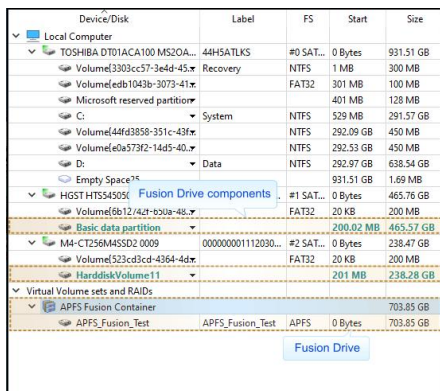 Device/Disk Label FS Start Size
Local Computer
TOSHIBA DT01ACA100 MS2OA... 44H5ATLKS #0 SAT... 0 Bytes 931.51 GB
Volume{3303cc57-3e4d-45. Recovery NTFS 1 MB 300 MB
Volume{edb1043b-3073-41. FAT32 301 MB 100 MB
Microsoft reserved partition 401 MB 128 MB
C: System NTFS 529 MB 291.57 GB
Volume{44fd3858-351c-43f. NTFS 292.09 GB 450 MB
Volume{e0a573f2-14d5-40.. NTFS 292.53 GB 450 MB
D: Data NTFS 292.97 GB 638.54 GB
Empty Space25 931.51 GB 1.69 MB
HGST HTS54505 #1 SAT... 0 Bytes 465.76 GB
Fusion Drive components
Volume{6b12742f-650a-48.. FAT32 20 KB 200 MB
Basic data partition 200.02 MB 465.57 GB
M4-CT256M4SSD2 0009 000000001112030... #2 SAT... 0 Bytes 238.47 GB
Volume{523cd3cd-4364-4d. FAT32 20 KB 200 MB
HarddiskVolume11 201 MB 238.28 GB
Virtual Volume sets and RAIDs
APFS Fusion Container 703.85 GB
APFS_Fusion_Test APFS_Fusion_Test APFS 0 Bytes 703.85 GB
Fusion Drive